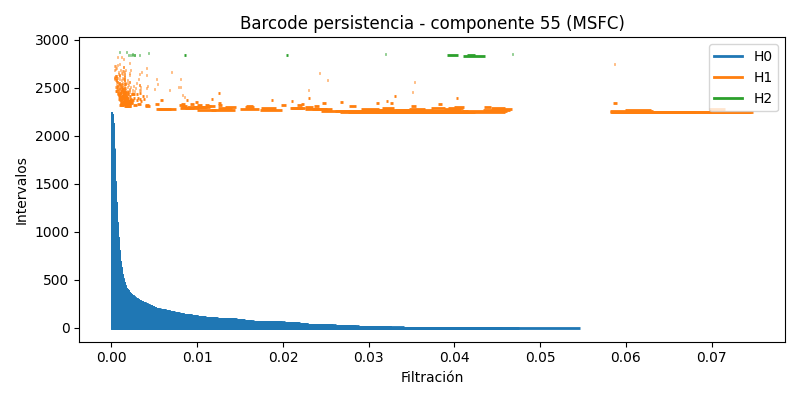 Barcode persistencia - componente 55 (MSFC)
Intervalos
3000
2500
2000
1500
1000
500
0
H0
H1
H2
0.00 0.01 0.02 0.03 0.04 0.05 0.06 0.07
Filtración